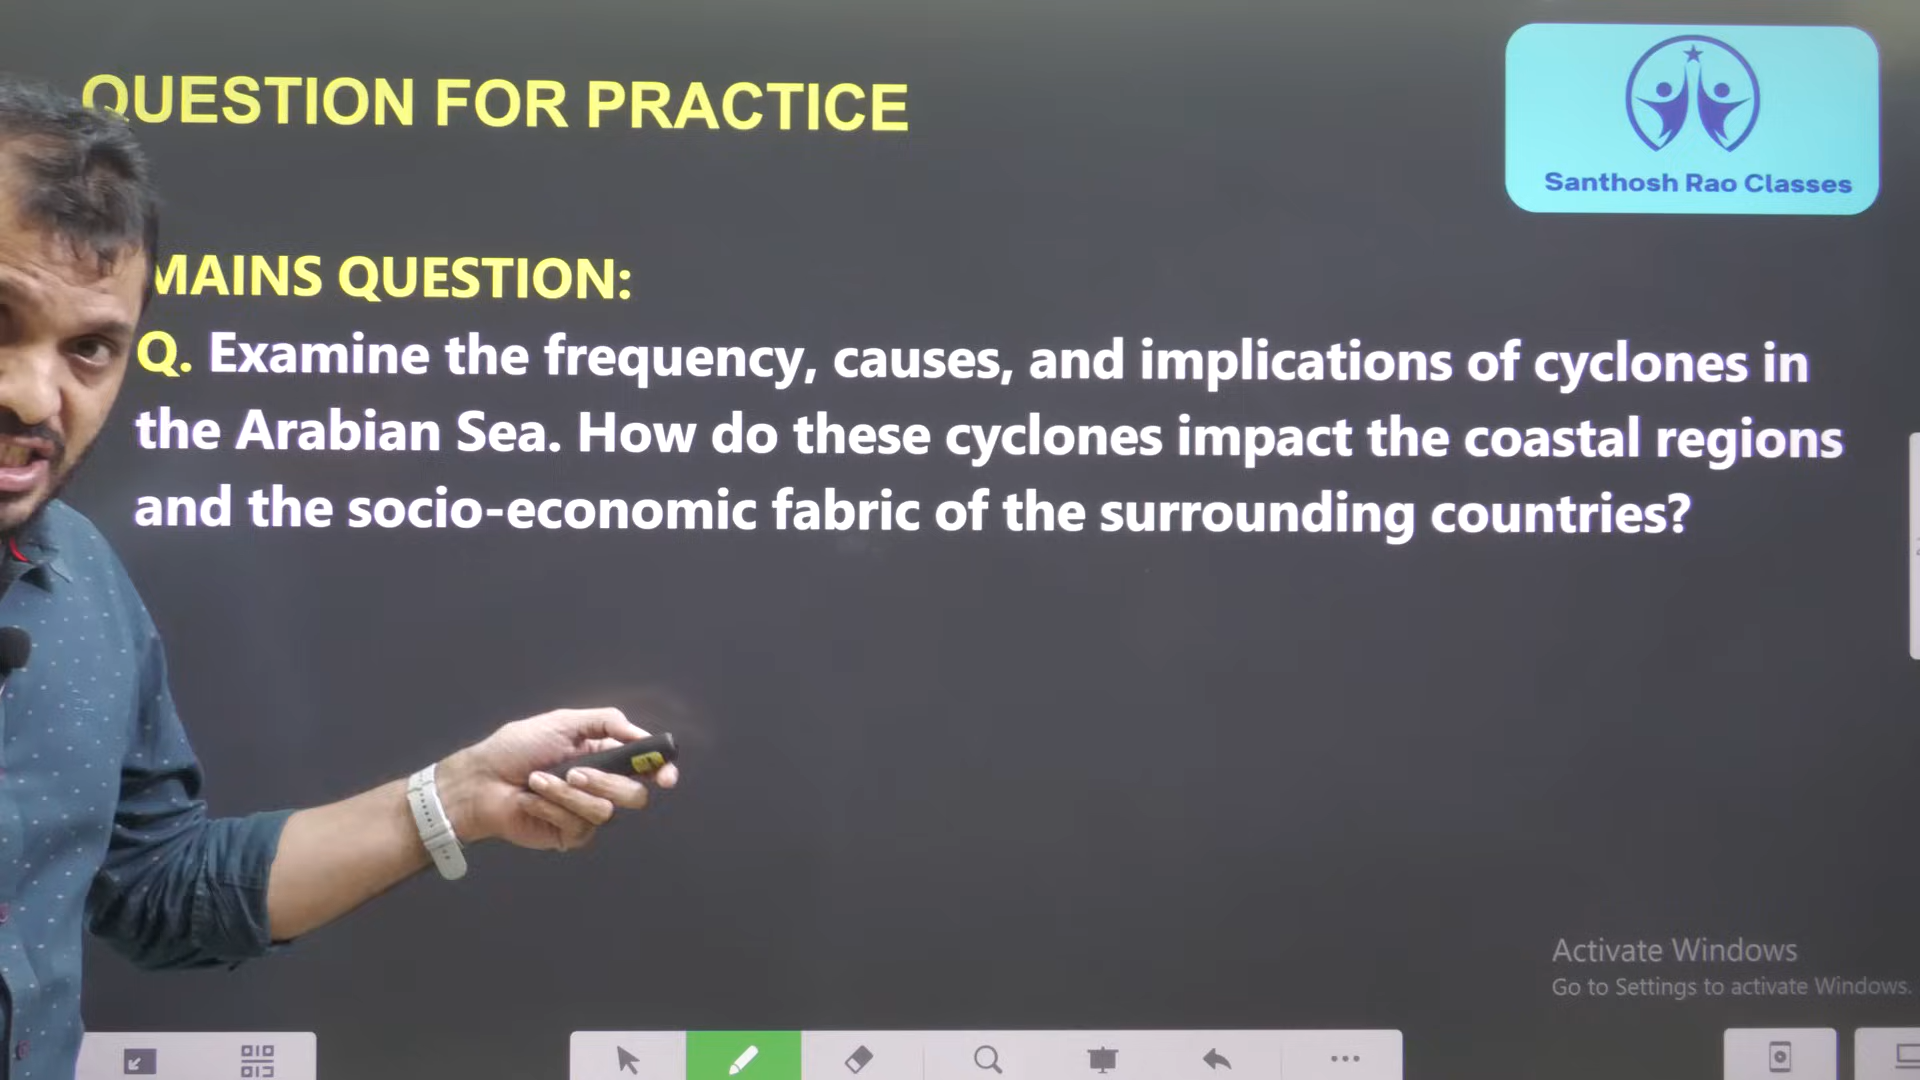 QUESTION FOR PRACTICE
Santhosh Rao Classes
MAINS QUESTION:
Q. Examine the frequency, causes, and implications of cyclones in
the Arabian Sea. How do these cyclones impact the coastal regions
and the socio-economic fabric of the surrounding countries?
Activate Windows
Go to Settings to activate Windows.